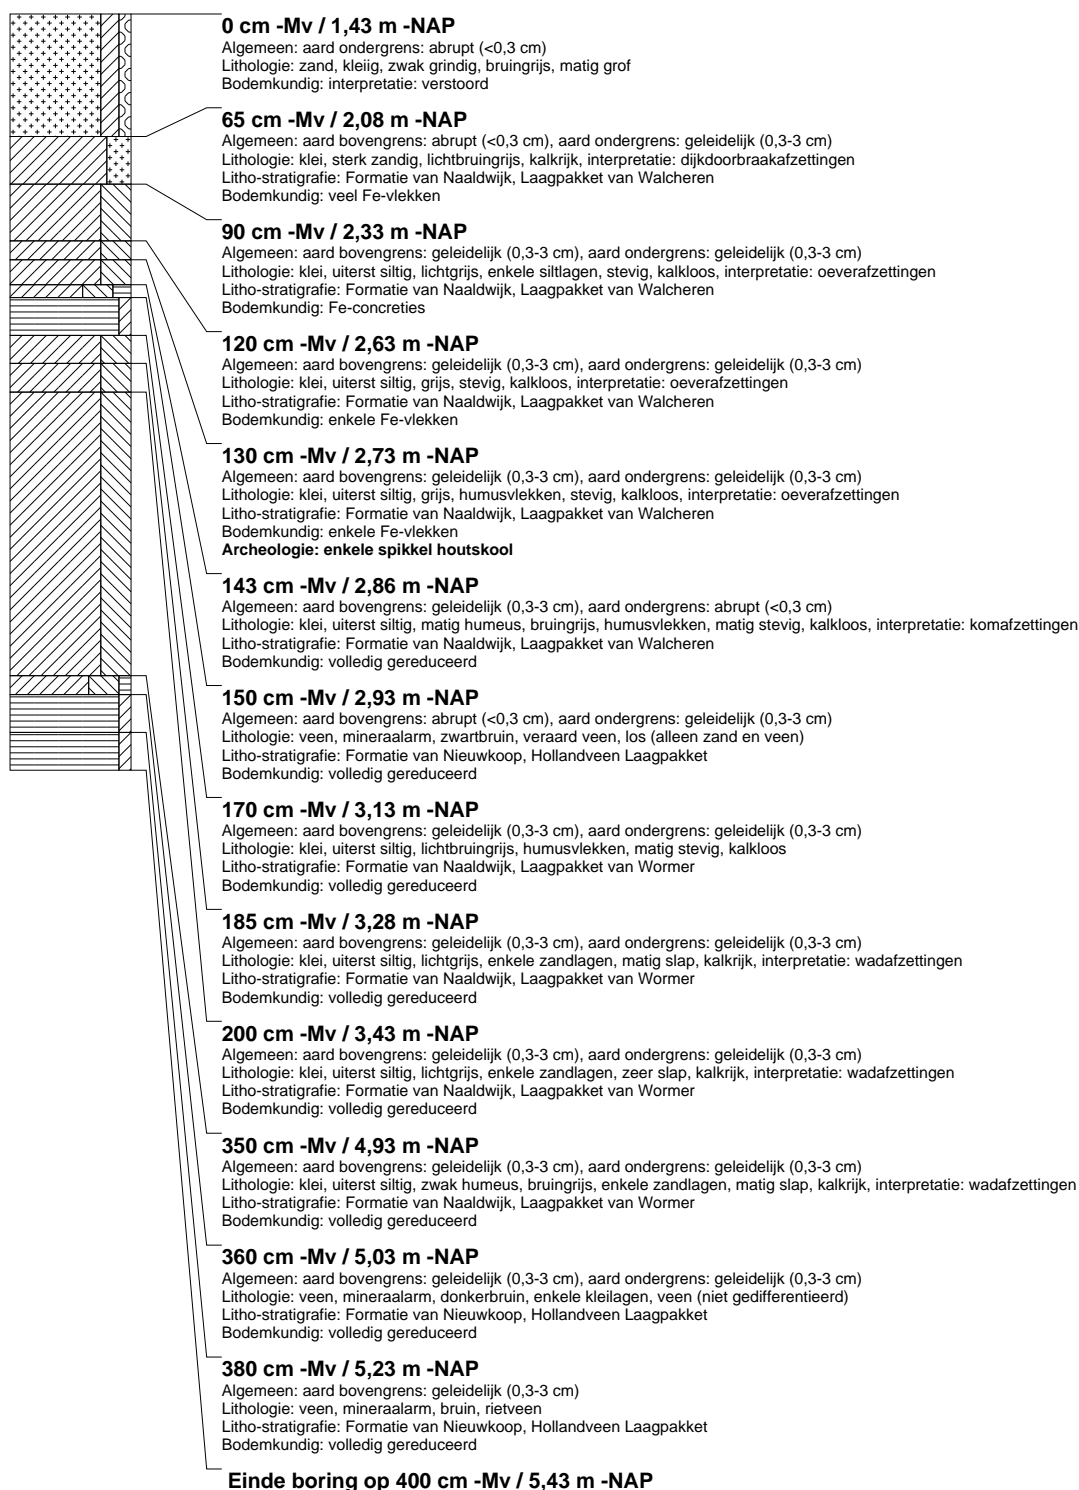 0 cm -Mv / 1,43 m -NAP
Algemeen: aard ondergrens: abrupt (<0,3 cm)
Lithologie: zand, kleiig, zwak grindig, bruingrijs, matig grof
Bodemkundig: interpretatie: verstoord
65 cm -Mv / 2,08 m -NAP
Algemeen: aard bovengrens: abrupt (<0,3 cm), aard ondergrens: geleidelijk (0,3-3 cm)
Lithologie: klei, sterk zandig, lichtbruingrijs, kalkrijk, interpretatie: dijkdoorbraakafzettingen
Litho-stratigrafie: Formatie van Naaldwijk, Laagpakket van Walcheren
Bodemkundig: veel Fe-vlekken
90 cm -Mv / 2,33 m -NAP
Algemeen: aard bovengrens: geleidelijk (0,3-3 cm), aard ondergrens: geleidelijk (0,3-3 cm)
Lithologie: klei, uiterst siltig, lichtgrijs, enkele siltlagen, stevig, kalkloos, interpretatie: oeverafzettingen
Litho-stratigrafie: Formatie van Naaldwijk, Laagpakket van Walcheren
Bodemkundig: Fe-concreties
120 cm -Mv / 2,63 m -NAP
Algemeen: aard bovengrens: geleidelijk (0,3-3 cm), aard ondergrens: geleidelijk (0,3-3 cm)
Lithologie: klei, uiterst siltig, grijs, stevig, kalkloos, interpretatie: oeverafzettingen
Litho-stratigrafie: Formatie van Naaldwijk, Laagpakket van Walcheren
Bodemkundig: enkele Fe-vlekken
130 cm -Mv / 2,73 m -NAP
Algemeen: aard bovengrens: geleidelijk (0,3-3 cm), aard ondergrens: geleidelijk (0,3-3 cm)
Lithologie: klei, uiterst siltig, grijs, humusvlekken, stevig, kalkloos, interpretatie: oeverafzettingen
Litho-stratigrafie: Formatie van Naaldwijk, Laagpakket van Walcheren
Bodemkundig: enkele Fe-vlekken
Archeologie: enkele spikkel houtskool
143 cm -Mv / 2,86 m -NAP
Algemeen: aard bovengrens: geleidelijk (0,3-3 cm), aard ondergrens: abrupt (<0,3 cm)
Lithologie: klei, uiterst siltig, matig humeus, bruingrijs, humusvlekken, matig stevig, kalkloos, interpretatie: komafzettingen
Litho-stratigrafie: Formatie van Naaldwijk, Laagpakket van Walcheren
Bodemkundig: volledig gereduceerd
150 cm -Mv / 2,93 m -NAP
Algemeen: aard bovengrens: abrupt (<0,3 cm), aard ondergrens: geleidelijk (0,3-3 cm)
Lithologie: veen, mineraalarm, zwartbruin, veraard veen, los (alleen zand en veen)
Litho-stratigrafie: Formatie van Nieuwkoop, Hollandveen Laagpakket
Bodemkundig: volledig gereduceerd
170 cm -Mv / 3,13 m -NAP
Algemeen: aard bovengrens: geleidelijk (0,3-3 cm), aard ondergrens: geleidelijk (0,3-3 cm)
Lithologie: klei, uiterst siltig, lichtbruingrijs, humusvlekken, matig stevig, kalkloos
Litho-stratigrafie: Formatie van Naaldwijk, Laagpakket van Wormer
Bodemkundig: volledig gereduceerd
185 cm -Mv / 3,28 m -NAP
Algemeen: aard bovengrens: geleidelijk (0,3-3 cm), aard ondergrens: geleidelijk (0,3-3 cm)
Lithologie: klei, uiterst siltig, lichtgrijs, enkele zandlagen, matig slap, kalkrijk, interpretatie: wadafzettingen
Litho-stratigrafie: Formatie van Naaldwijk, Laagpakket van Wormer
Bodemkundig: volledig gereduceerd
200 cm -Mv / 3,43 m -NAP
Algemeen: aard bovengrens: geleidelijk (0,3-3 cm), aard ondergrens: geleidelijk (0,3-3 cm)
Lithologie: klei, uiterst siltig, lichtgrijs, enkele zandlagen, zeer slap, kalkrijk, interpretatie: wadafzettingen
Litho-stratigrafie: Formatie van Naaldwijk, Laagpakket van Wormer
Bodemkundig: volledig gereduceerd
350 cm -Mv / 4,93 m -NAP
Algemeen: aard bovengrens: geleidelijk (0,3-3 cm), aard ondergrens: geleidelijk (0,3-3 cm)
Lithologie: klei, uiterst siltig, zwak humeus, bruingrijs, enkele zandlagen, matig slap, kalkrijk, interpretatie: wadafzettingen
Litho-stratigrafie: Formatie van Naaldwijk, Laagpakket van Wormer
Bodemkundig: volledig gereduceerd
360 cm -Mv / 5,03 m -NAP
Algemeen: aard bovengrens: geleidelijk (0,3-3 cm), aard ondergrens: geleidelijk (0,3-3 cm)
Lithologie: veen, mineraalarm, donkerbruin, enkele kleilagen, veen (niet gedifferentieerd)
Litho-stratigrafie: Formatie van Nieuwkoop, Hollandveen Laagpakket
Bodemkundig: volledig gereduceerd
380 cm -Mv / 5,23 m -NAP
Algemeen: aard bovengrens: geleidelijk (0,3-3 cm)
Lithologie: veen, mineraalarm, bruin, rietveen
Litho-stratigrafie: Formatie van Nieuwkoop, Hollandveen Laagpakket
Bodemkundig: volledig gereduceerd
Einde boring op 400 cm -Mv / 5,43 m -NAP